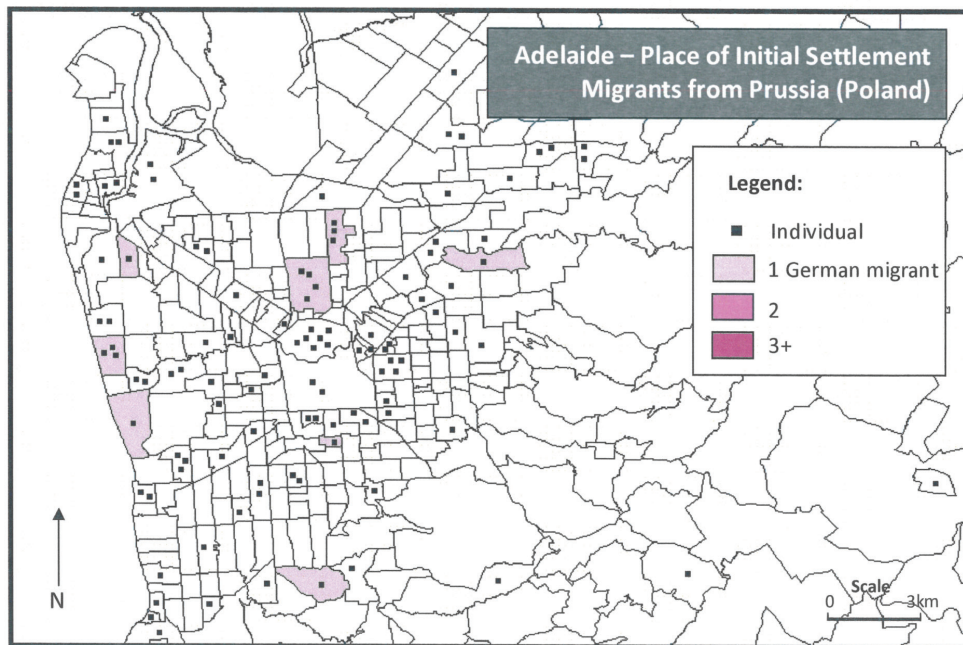 Adelaide – Place of Initial Settlement
Migrants from Prussia (Poland)
Legend:
Individual
1 German migrant
2
3+
N
Scale
0 3km